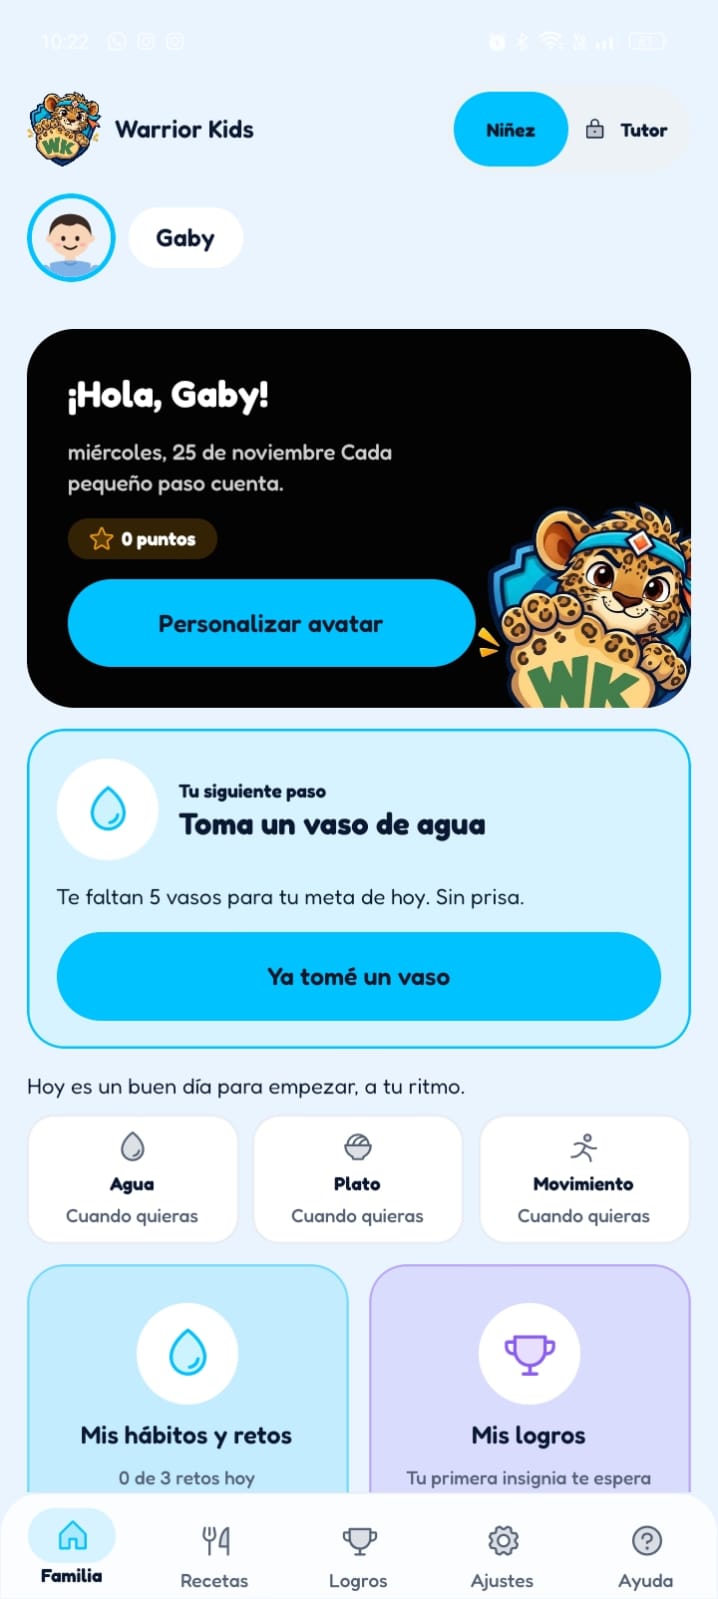 10:22
Warrior Kids
Niñez
Tutor
Gaby
¡Hola, Gaby!
miércoles, 25 de noviembre Cada
pequeño paso cuenta.
0 puntos
Personalizar avatar
WK
Tu siguiente paso
Toma un vaso de agua
Te faltan 5 vasos para tu meta de hoy. Sin prisa.
Ya tomé un vaso
Hoy es un buen día para empezar, a tu ritmo.
Agua
Cuando quieras
Plato
Cuando quieras
Movimiento
Cuando quieras
Mis hábitos y retos
0 de 3 retos hoy
Mis logros
Tu primera insignia te espera
Familia
Recetas
Logros
Ajustes
Ayuda